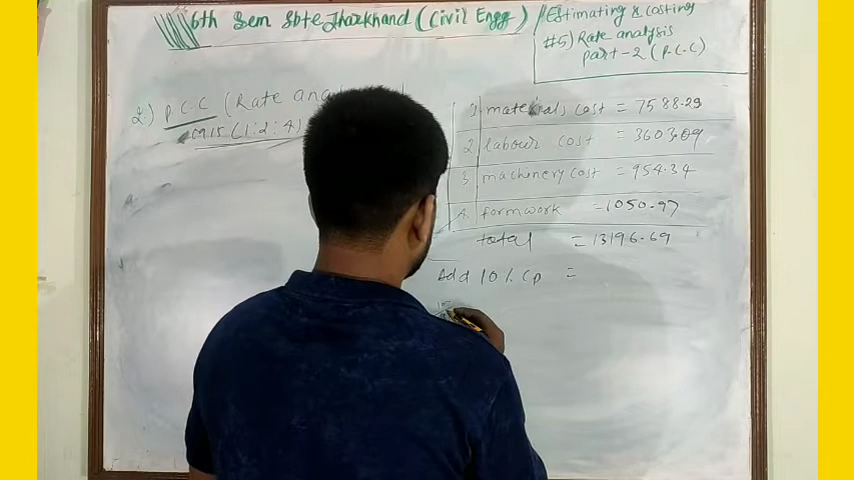 6th Sem Sbte Jharkhand (Civil Engg)
Estimating & costing
#5) Rate analysis
part-2 (P.C.C)
2.) P.C.C (Rate
M15 (1:2:4)
1 materials cost = 7588.29
2 labour cost = 3603.09
3 machinery cost = 954.34
4. formwork =1050.97
total = 13196.69
Add 10% CP =